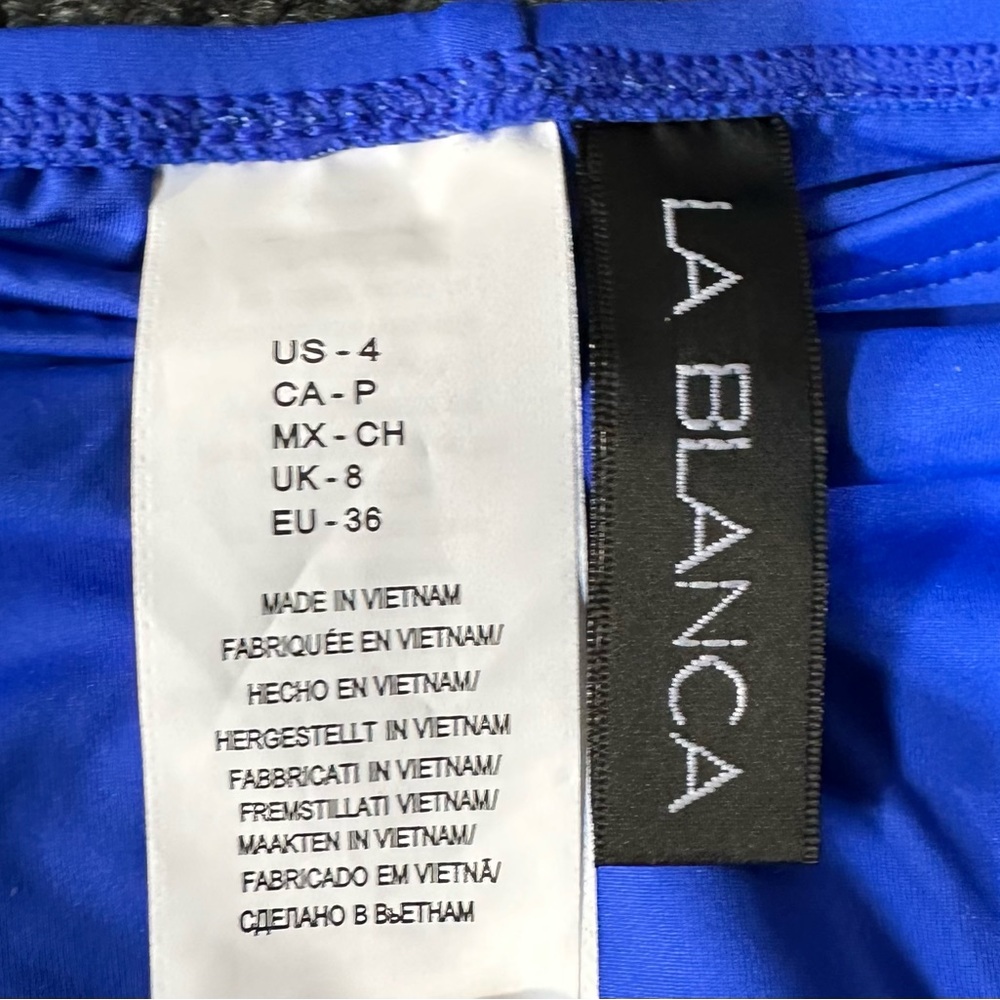 US - 4
CA - P
MX - CH
UK - 8
EU - 36
MADE IN VIETNAM
FABRIQUÉE EN VIETNAM/
HECHO EN VIETNAM/
HERGESTELLT IN VIETNAM
FABBRICATI IN VIETNAM/
FREMSTILLATI VIETNAM/
MAAKTEN IN VIETNAM/
FABRICADO EM VIETNÃ/
СДЕЛАНО В ВЬЕТНАМ
LA BLANCA